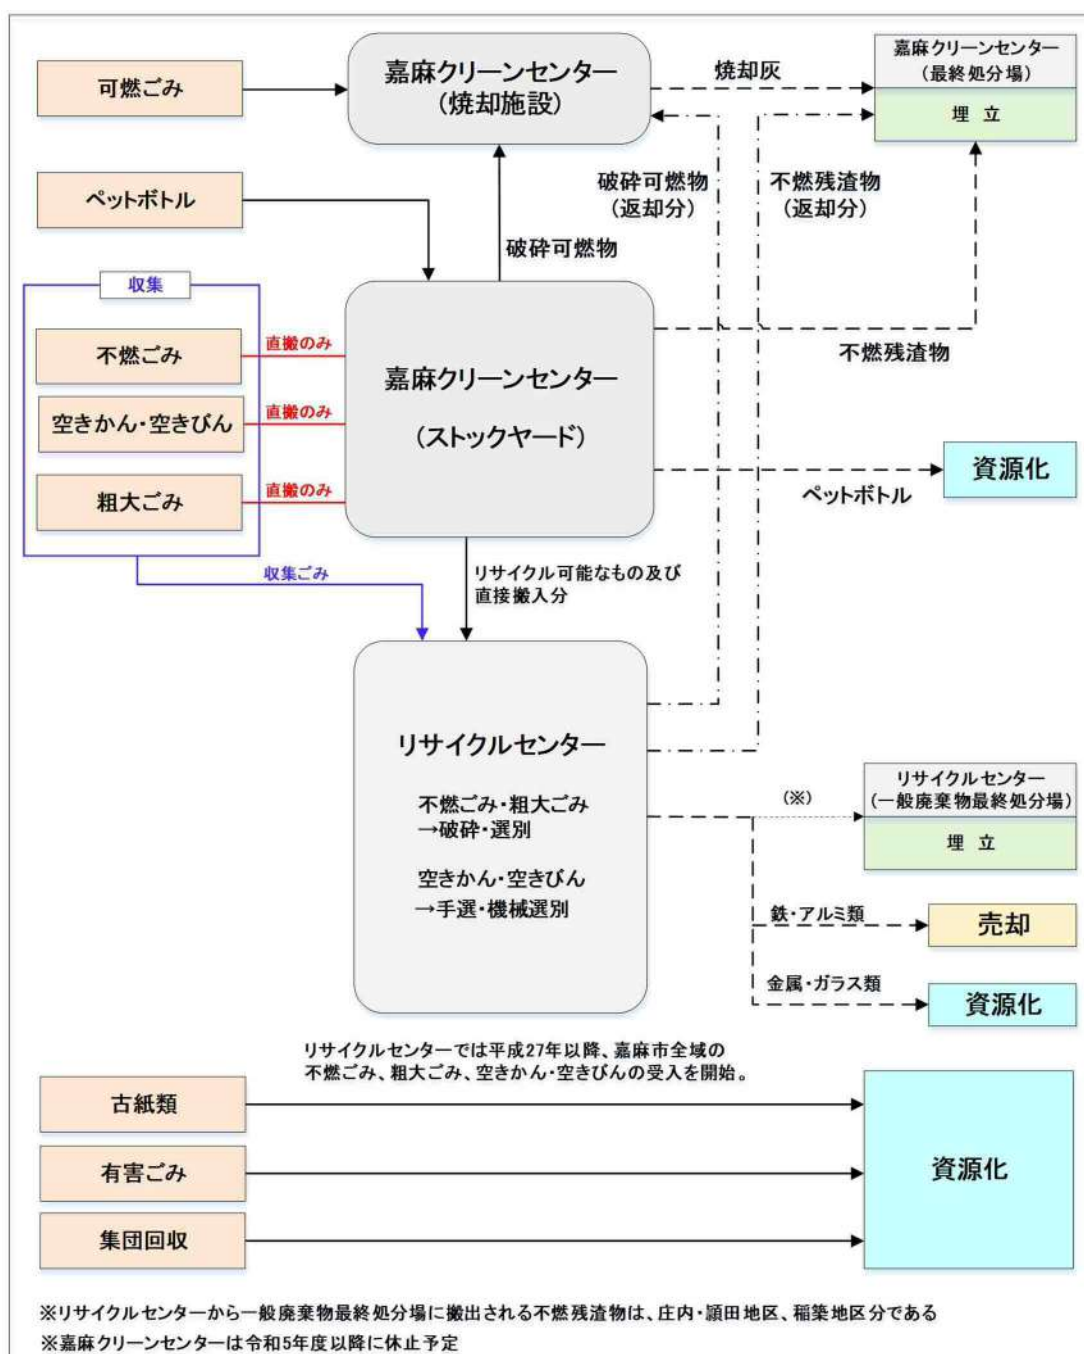 可燃ごみ
嘉麻クリーンセンター
(焼却施設)
焼却灰
嘉麻クリーンセンター
(最終処分場)
埋 立
ペットボトル
破砕可燃物
破砕可燃物
(返却分)
不燃残渣物
(返却分)
収集
不燃ごみ
直搬のみ
空きかん・空きびん
直搬のみ
粗大ごみ
直搬のみ
嘉麻クリーンセンター
(ストックヤード)
不燃残渣物
ペットボトル
資源化
収集ごみ
リサイクル可能なもの及び
直接搬入分
リサイクルセンター
不燃ごみ・粗大ごみ
→破砕・選別
空きかん・空きびん
→手選・機械選別
(※)
リサイクルセンター
(一般廃棄物最終処分場)
埋 立
鉄・アルミ類
売却
金属・ガラス類
資源化
リサイクルセンターでは平成27年以降、嘉麻市全域の
不燃ごみ、粗大ごみ、空きかん・空きびんの受入を開始。
古紙類
有害ごみ
集団回収
資源化
※リサイクルセンターから一般廃棄物最終処分場に搬出される不燃残渣物は、庄内・頴田地区、稲築地区分である
※嘉麻クリーンセンターは令和5年度以降に休止予定